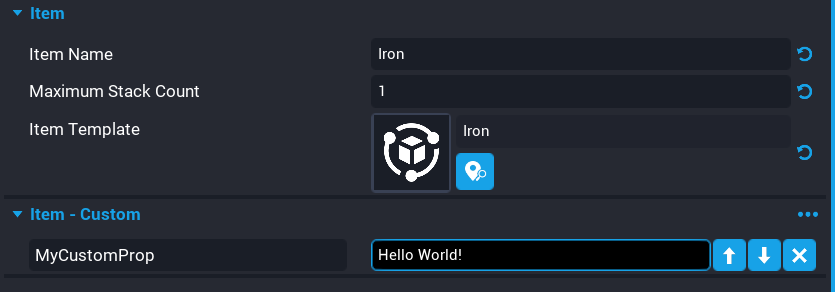 Item
Item Name
Iron
Maximum Stack Count
1
Item Template
Iron
Item - Custom
MyCustomProp
Hello World!